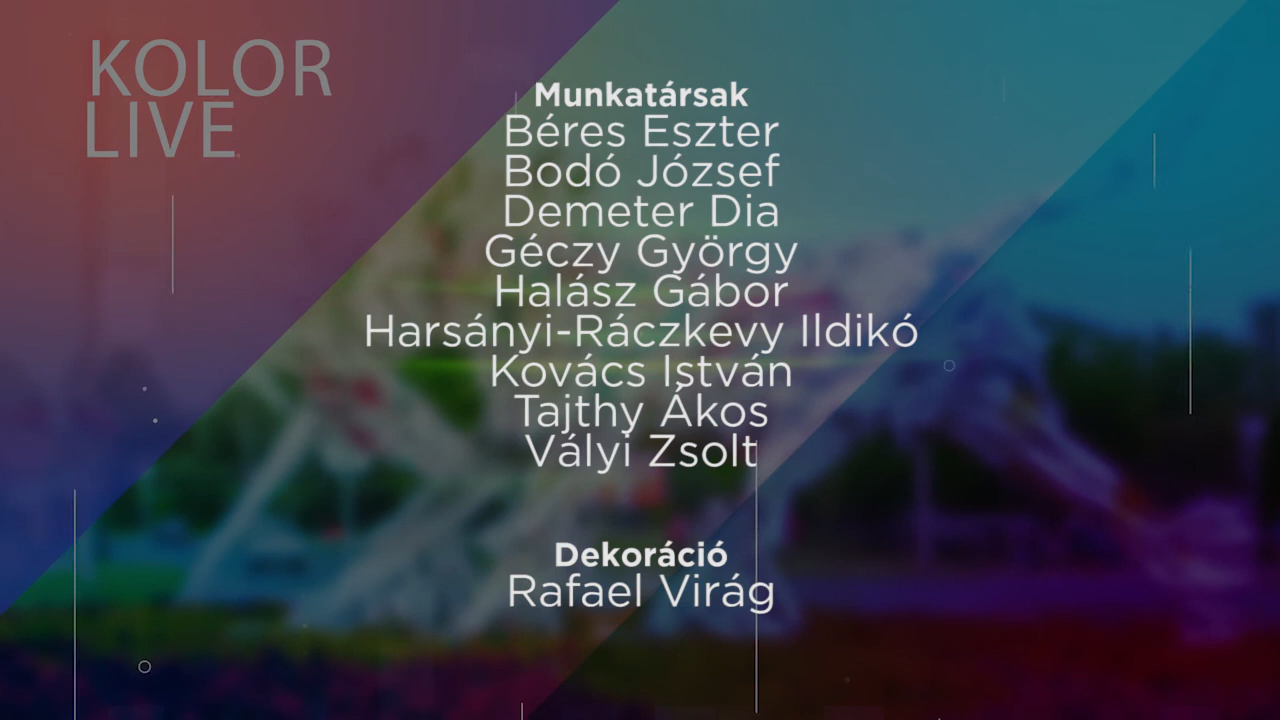 KOLOR
LIVE
Munkatársak
Béres Eszter
Bodó József
Demeter Dia
Géczy György
Halász Gábor
Harsányi-Ráczkevy Ildikó
Kovács István
Tajthy Ákos
Vályi Zsolt
Dekoráció
Rafael Virág